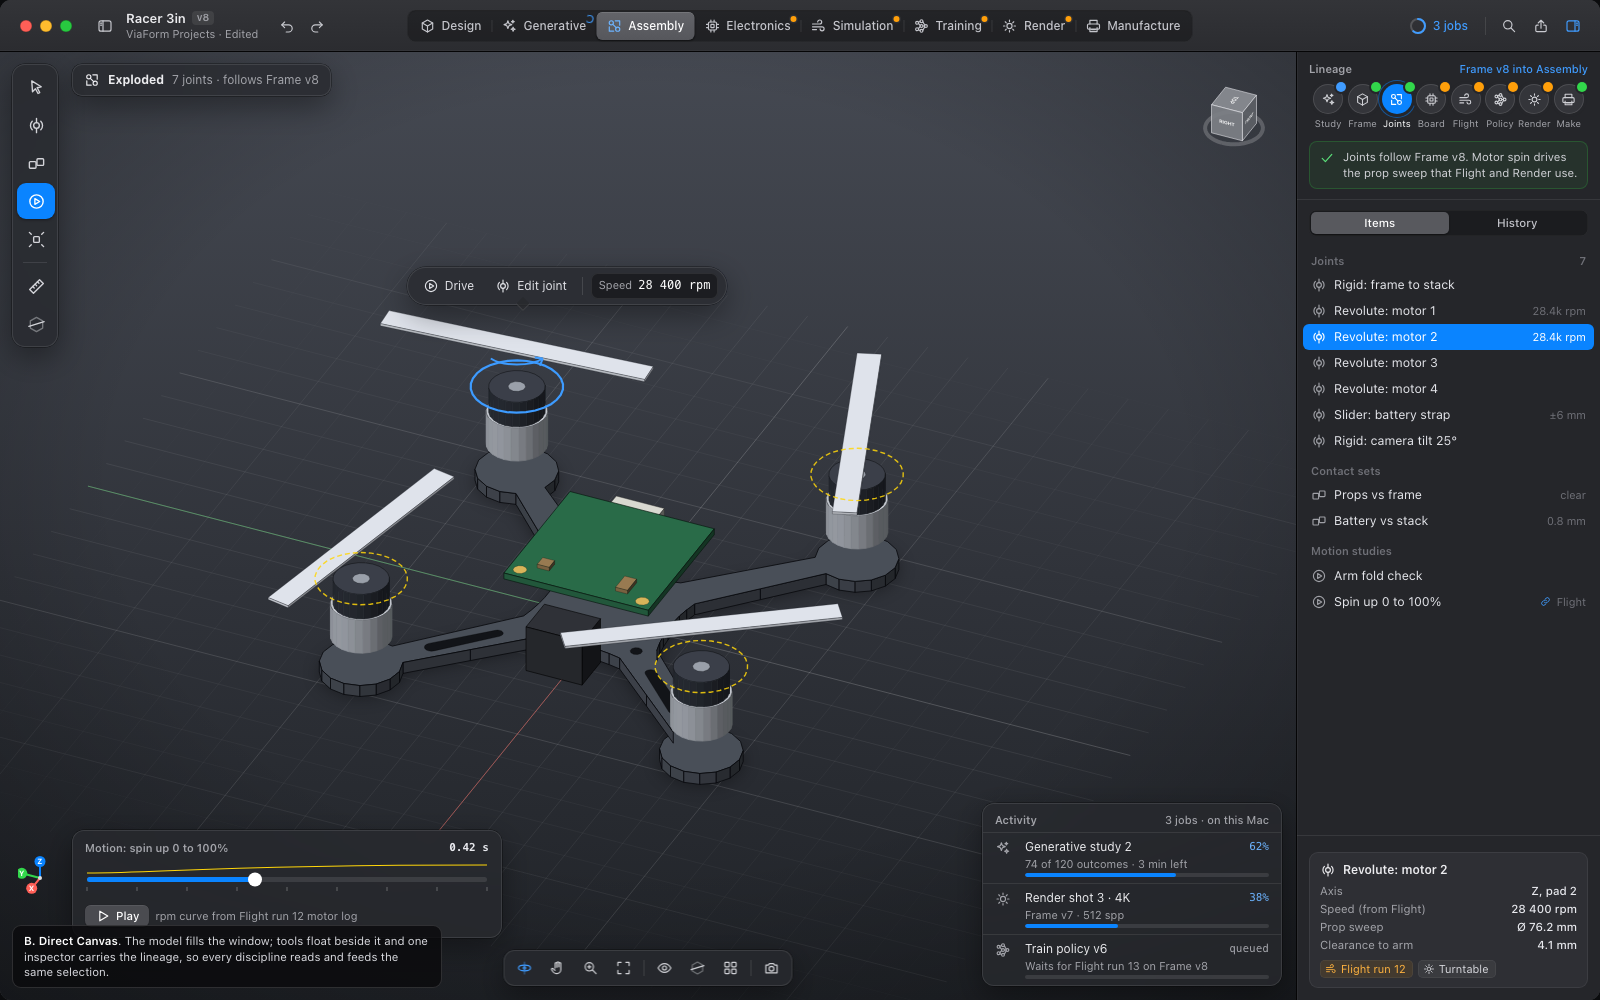 Racer 3in v8
ViaForm Projects · Edited
Design
Generative
Assembly
Electronics
Simulation
Training
Render
Manufacture
3 jobs
Exploded 7 joints · follows Frame v8
RIGHT
Drive
Edit joint
Speed 28 400 rpm
Lineage
Frame v8 into Assembly
Study Frame Joints Board Flight Policy Render Make
Joints follow Frame v8. Motor spin drives
the prop sweep that Flight and Render use.
Items
History
Joints 7
Rigid: frame to stack
Revolute: motor 1 28.4k rpm
Revolute: motor 2 28.4k rpm
Revolute: motor 3
Revolute: motor 4
Slider: battery strap ±6 mm
Rigid: camera tilt 25°
Contact sets
Props vs frame clear
Battery vs stack 0.8 mm
Motion studies
Arm fold check
Spin up 0 to 100% Flight
Motion: spin up 0 to 100% 0.42 s
Play
rpm curve from Flight run 12 motor log
Z
Y
X
B. Direct Canvas. The model fills the window; tools float beside it and one
inspector carries the lineage, so every discipline reads and feeds the
same selection.
Activity 3 jobs · on this Mac
Generative study 2 62%
74 of 120 outcomes · 3 min left
Render shot 3 · 4K 38%
Frame v7 · 512 spp
Train policy v6 queued
Waits for Flight run 13 on Frame v8
Revolute: motor 2
Axis Z, pad 2
Speed (from Flight) 28 400 rpm
Prop sweep Ø 76.2 mm
Clearance to arm 4.1 mm
Flight run 12
Turntable